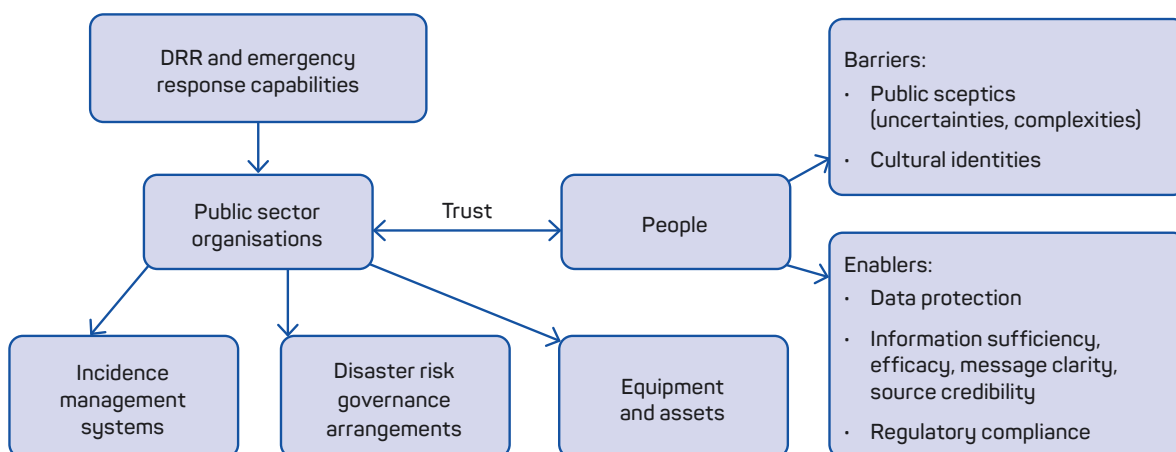 DRR and emergency
response capabilities
Barriers:
· Public sceptics
(uncertainties, complexities)
· Cultural identities
Public sector
organisations
Trust
People
Enablers:
· Data protection
· Information sufficiency,
efficacy, message clarity,
source credibility
· Regulatory compliance
Incidence
management
systems
Disaster risk
governance
arrangements
Equipment
and assets